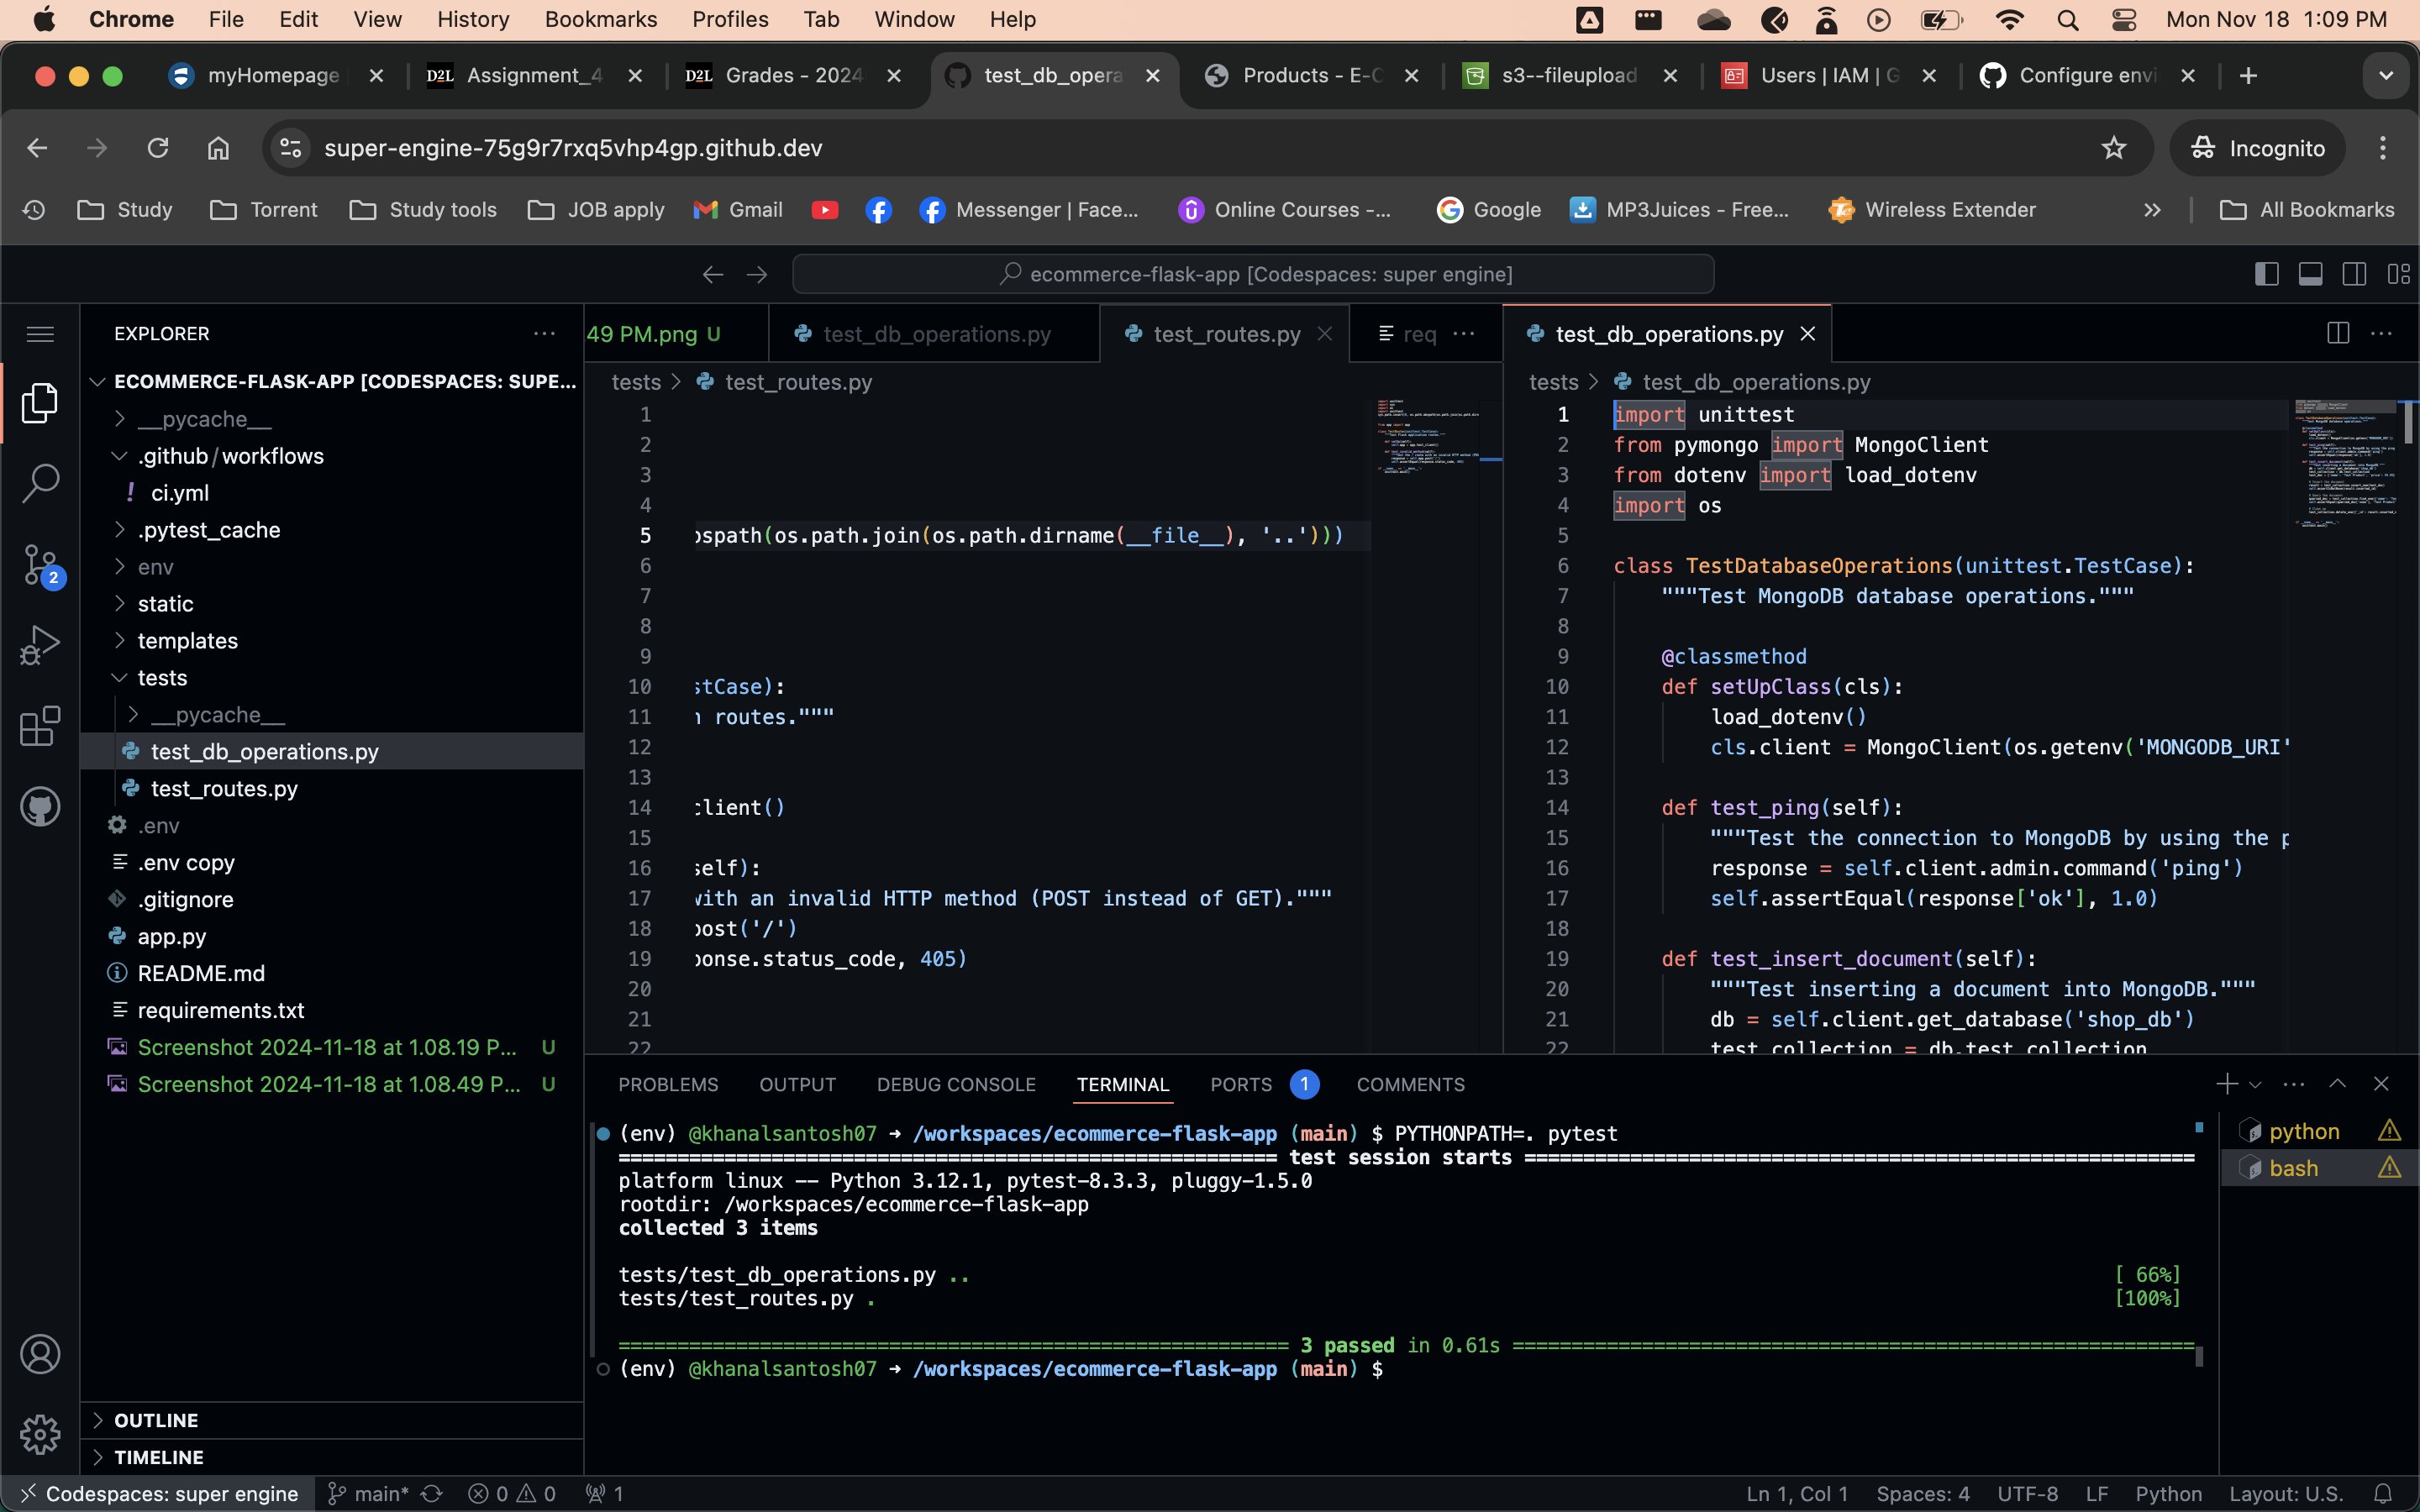 Chrome File Edit View History Bookmarks Profiles Tab Window Help Mon Nov 18 1:09 PM
myHomepage D2L Assignment_4 D2L Grades - 2024 test_db_opera Products - E-C s3--fileupload Users | IAM | G Configure envi
super-engine-75g9r7rxq5vhp4gp.github.dev Incognito
Study Torrent Study tools JOB apply Gmail Messenger | Face... Online Courses -... Google MP3Juices - Free... Wireless Extender All Bookmarks
ecommerce-flask-app [Codespaces: super engine]
EXPLORER
ECOMMERCE-FLASK-APP [CODESPACES: SUPE...
__pycache__
.github/workflows
! ci.yml
.pytest_cache
env
static
templates
tests
__pycache__
test_db_operations.py
test_routes.py
.env
.env copy
.gitignore
app.py
README.md
requirements.txt
Screenshot 2024-11-18 at 1.08.19 P... U
Screenshot 2024-11-18 at 1.08.49 P... U
OUTLINE
TIMELINE
49 PM.png U test_db_operations.py test_routes.py req ...
tests > test_routes.py
1
2
3
4
5 ospath(os.path.join(os.path.dirname(__file__), '..')))
6
7
8
9
10 stCase):
11 n routes."""
12
13
14 client()
15
16 self):
17 with an invalid HTTP method (POST instead of GET)."""
18 post('/')
19 ponse.status_code, 405)
20
21
22
test_db_operations.py
tests > test_db_operations.py
1 import unittest
2 from pymongo import MongoClient
3 from dotenv import load_dotenv
4 import os
5
6 class TestDatabaseOperations(unittest.TestCase):
7 """Test MongoDB database operations."""
8
9 @classmethod
10 def setUpClass(cls):
11 load_dotenv()
12 cls.client = MongoClient(os.getenv('MONGODB_URI'
13
14 def test_ping(self):
15 """Test the connection to MongoDB by using the p
16 response = self.client.admin.command('ping')
17 self.assertEqual(response['ok'], 1.0)
18
19 def test_insert_document(self):
20 """Test inserting a document into MongoDB."""
21 db = self.client.get_database('shop_db')
22 test_collection = db.test_collection
PROBLEMS OUTPUT DEBUG CONSOLE TERMINAL PORTS 1 COMMENTS
(env) @khanalsantosh07 → /workspaces/ecommerce-flask-app (main) $ PYTHONPATH=. pytest
test session starts
platform linux -- Python 3.12.1, pytest-8.3.3, pluggy-1.5.0
rootdir: /workspaces/ecommerce-flask-app
collected 3 items
tests/test_db_operations.py .. [ 66%]
tests/test_routes.py . [100%]
3 passed in 0.61s
(env) @khanalsantosh07 → /workspaces/ecommerce-flask-app (main) $
python
bash
2
Codespaces: super engine main* 0 0 1 Ln 1, Col 1 Spaces: 4 UTF-8 LF Python Layout: U.S.